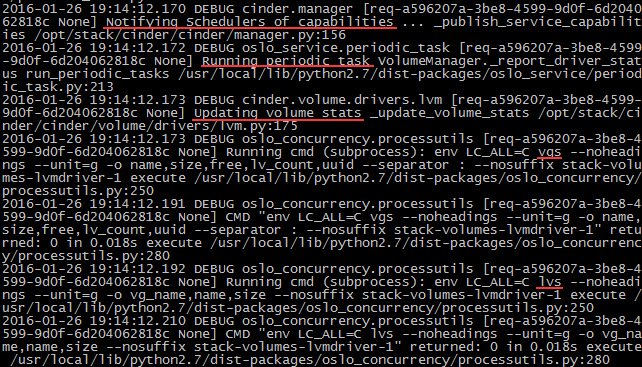 2016-01-26 19:14:12.170 DEBUG cinder.manager [req-a596207a-3be8-4599-9d0f-6d20406
2818c None] Notifying Schedulers of capabilities ... _publish_service_capabilit
ies /opt/stack/cinder/cinder/manager.py:156
2016-01-26 19:14:12.172 DEBUG oslo_service.periodic_task [req-a596207a-3be8-4599
-9d0f-6d204062818c None] Running periodic task VolumeManager._report_driver_stat
us run_periodic_tasks /usr/local/lib/python2.7/dist-packages/oslo_service/period
ic_task.py:213
2016-01-26 19:14:12.173 DEBUG cinder.volume.drivers.lvm [req-a596207a-3be8-4599-
9d0f-6d204062818c None] Updating volume stats _update_volume_stats /opt/stack/ci
nder/cinder/volume/drivers/lvm.py:175
2016-01-26 19:14:12.173 DEBUG oslo_concurrency.processutils [req-a596207a-3be8-4
599-9d0f-6d204062818c None] Running cmd (subprocess): env LC_ALL=C vgs --noheadi
ngs --unit=g -o name,size,free,lv_count,uuid --separator : --nosuffix stack-volu
mes-lvmdriver-1 execute /usr/local/lib/python2.7/dist-packages/oslo_concurrency/
processutils.py:250
2016-01-26 19:14:12.191 DEBUG oslo_concurrency.processutils [req-a596207a-3be8-4
599-9d0f-6d204062818c None] CMD "env LC_ALL=C vgs --noheadings --unit=g -o name,
size,free,lv_count,uuid --separator : --nosuffix stack-volumes-lvmdriver-1" retu
rned: 0 in 0.018s execute /usr/local/lib/python2.7/dist-packages/oslo_concurrenc
y/processutils.py:280
2016-01-26 19:14:12.192 DEBUG oslo_concurrency.processutils [req-a596207a-3be8-4
599-9d0f-6d204062818c None] Running cmd (subprocess): env LC_ALL=C lvs --noheadi
ngs --unit=g -o vg_name,name,size --nosuffix stack-volumes-lvmdriver-1 execute /
usr/local/lib/python2.7/dist-packages/oslo_concurrency/processutils.py:250
2016-01-26 19:14:12.210 DEBUG oslo_concurrency.processutils [req-a596207a-3be8-4
599-9d0f-6d204062818c None] CMD "env LC_ALL=C lvs --noheadings --unit=g -o vg_na
me,name,size --nosuffix stack-volumes-lvmdriver-1" returned: 0 in 0.018s execute
/usr/local/lib/python2.7/dist-packages/oslo_concurrency/processutils.py:280